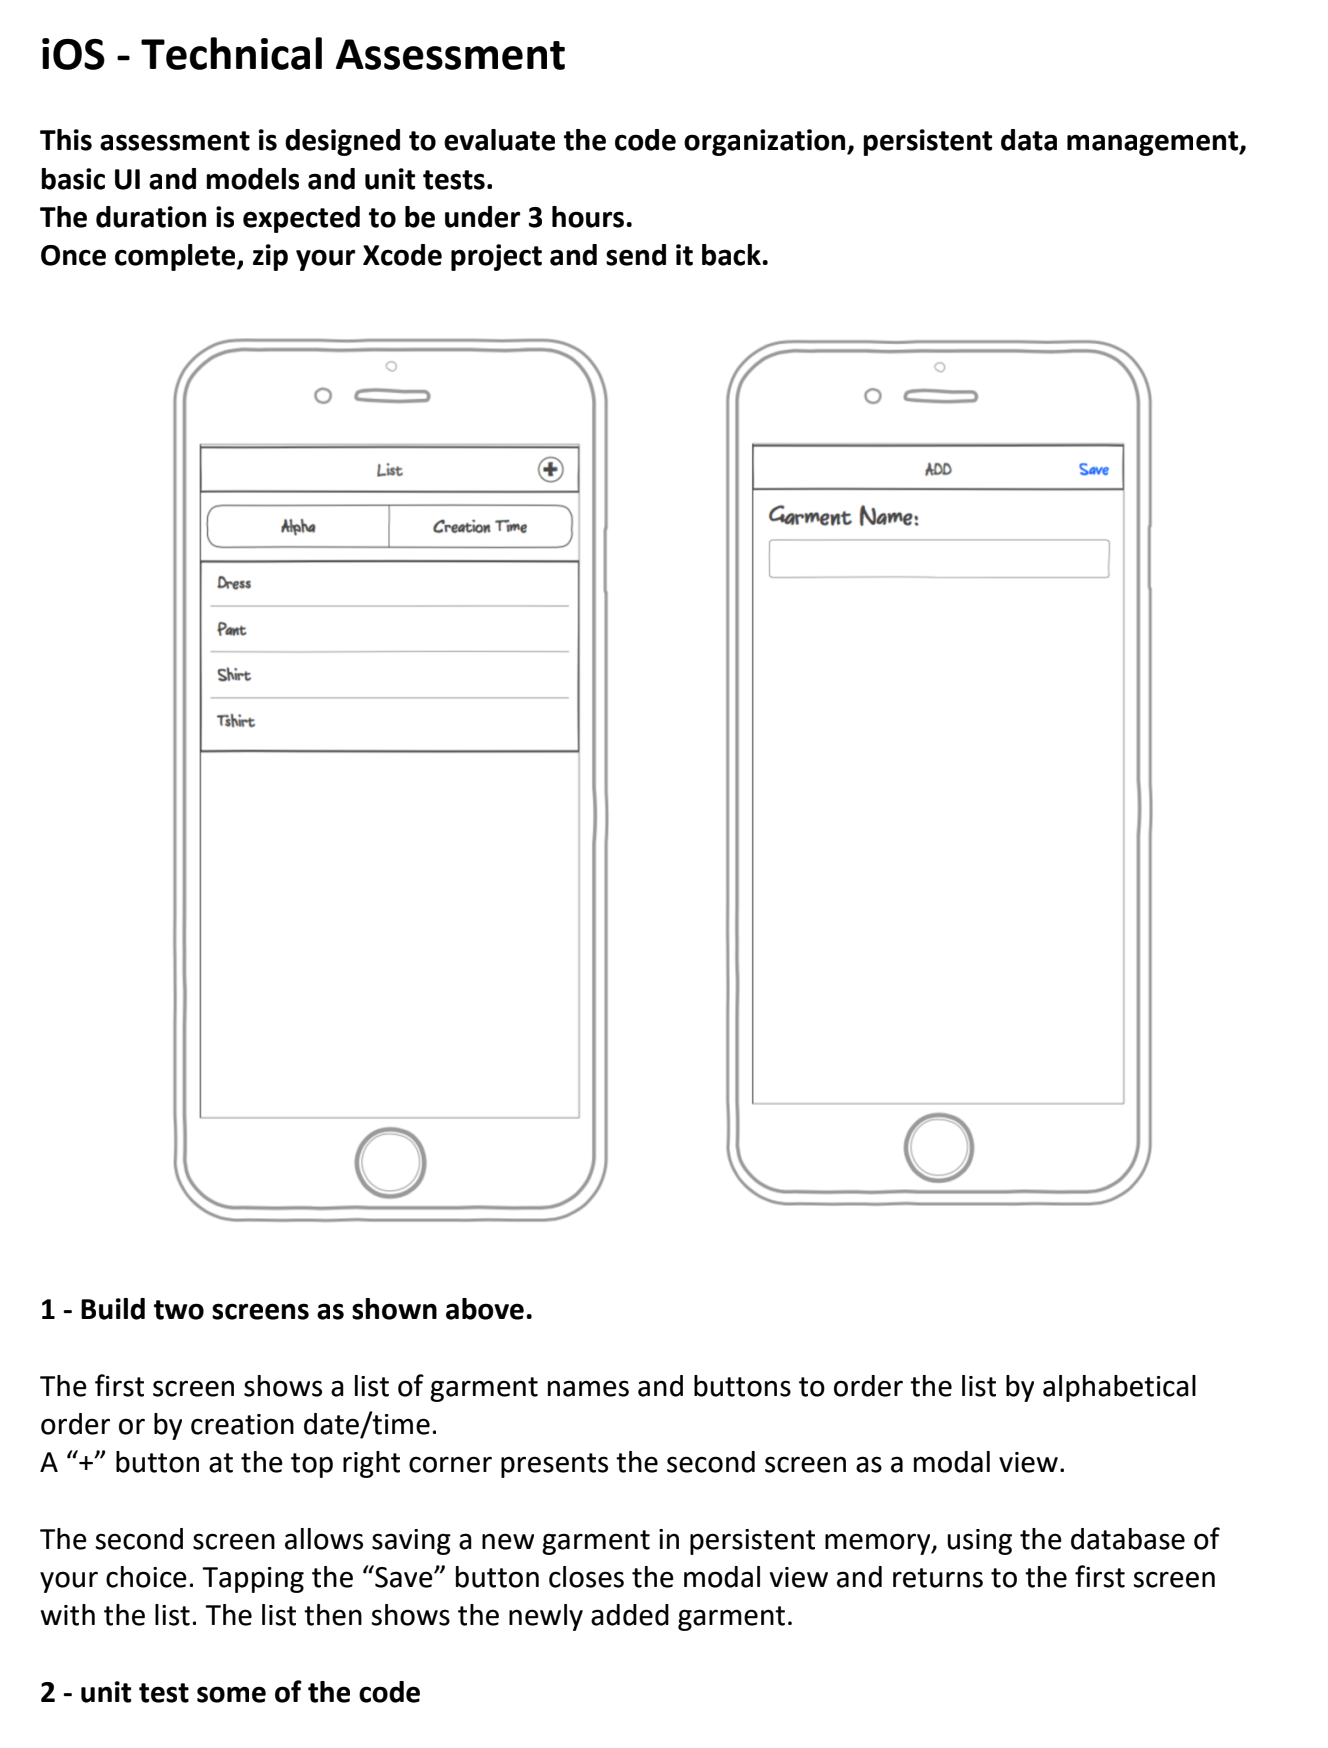 iOS - Technical Assessment
This assessment is designed to evaluate the code organization, persistent data management,
basic UI and models and unit tests.
The duration is expected to be under 3 hours.
Once complete, zip your Xcode project and send it back.
List
Alpha
Creation Time
Dress
Pant
Shirt
Tshirt
ADD
Save
Garment Name:
1 - Build two screens as shown above.
The first screen shows a list of garment names and buttons to order the list by alphabetical
order or by creation date/time.
A “+” button at the top right corner presents the second screen as a modal view.
The second screen allows saving a new garment in persistent memory, using the database of
your choice. Tapping the “Save” button closes the modal view and returns to the first screen
with the list. The list then shows the newly added garment.
2 - unit test some of the code